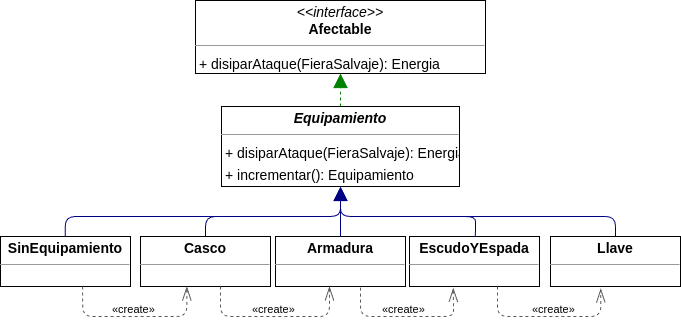 <<interface>>
Afectable
+ disiparAtaque(FieraSalvaje): Energia
Equipamiento
+ disiparAtaque(FieraSalvaje): Energia
+ incrementar(): Equipamiento
SinEquipamiento
Casco
Armadura
EscudoYEspada
Llave
«create»
«create»
«create»
«create»